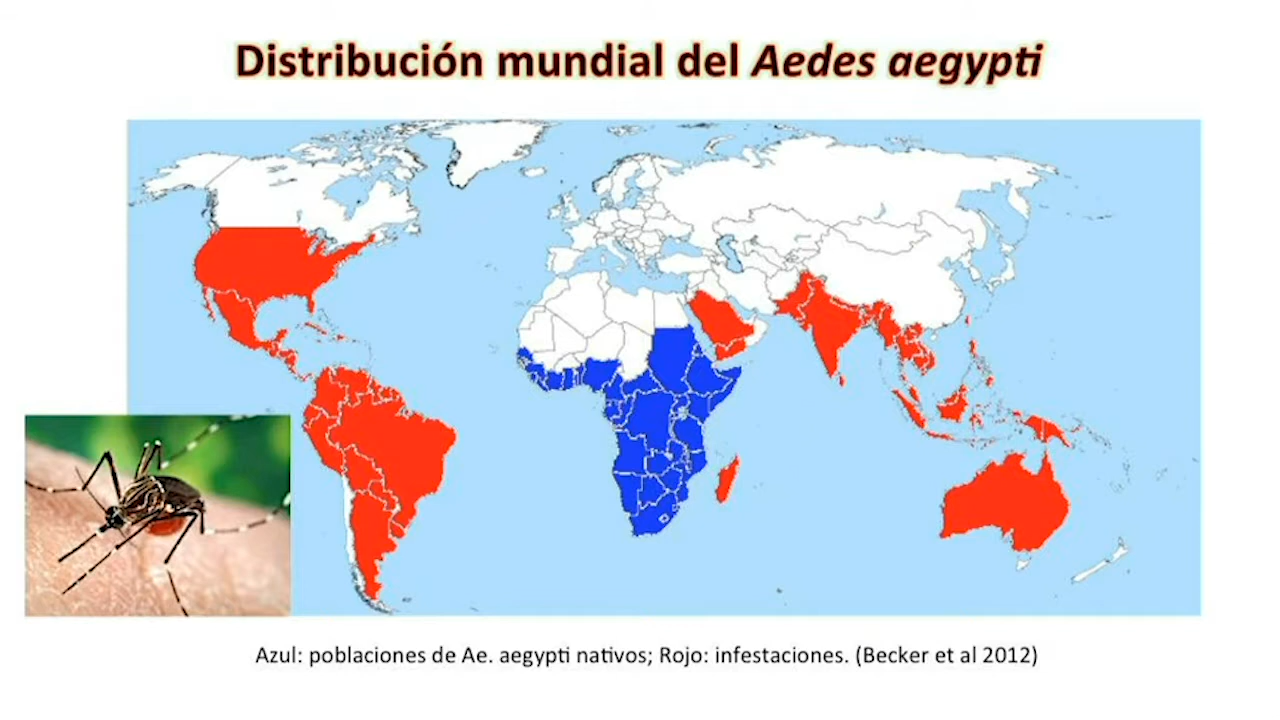 Distribución mundial del Aedes aegypti
Azul: poblaciones de Ae. aegypti nativos; Rojo: infestaciones. (Becker et al 2012)